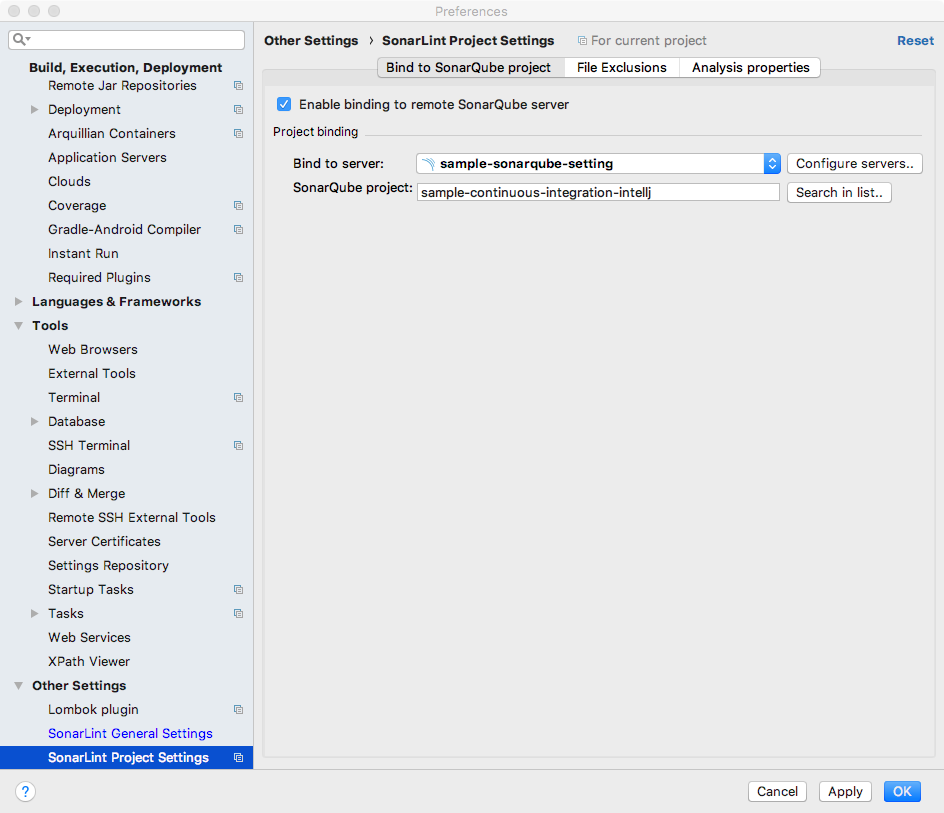 Preferences
Other Settings › SonarLint Project Settings For current project Reset
Build, Execution, Deployment
Remote Jar Repositories
Deployment
Arquillian Containers
Application Servers
Clouds
Coverage
Gradle-Android Compiler
Instant Run
Required Plugins
Languages & Frameworks
Tools
Web Browsers
External Tools
Terminal
Database
SSH Terminal
Diagrams
Diff & Merge
Remote SSH External Tools
Server Certificates
Settings Repository
Startup Tasks
Tasks
Web Services
XPath Viewer
Other Settings
Lombok plugin
SonarLint General Settings
SonarLint Project Settings
Bind to SonarQube project File Exclusions Analysis properties
Enable binding to remote SonarQube server
Project binding
Bind to server: sample-sonarqube-setting Configure servers..
SonarQube project: sample-continuous-integration-intellj Search in list..
? Cancel Apply OK